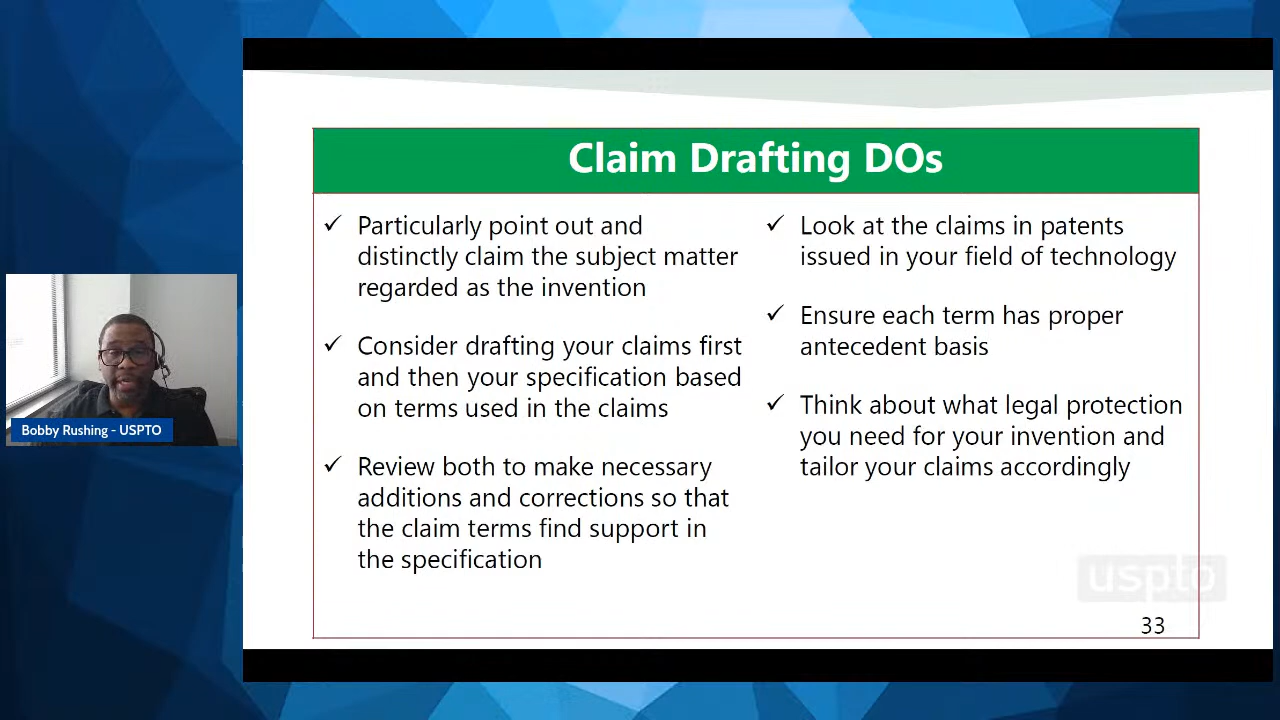 Claim Drafting DOs
✓ Particularly point out and
distinctly claim the subject matter
regarded as the invention
✓ Consider drafting your claims first
and then your specification based
on terms used in the claims
✓ Review both to make necessary
additions and corrections so that
the claim terms find support in
the specification
✓ Look at the claims in patents
issued in your field of technology
✓ Ensure each term has proper
antecedent basis
✓ Think about what legal protection
you need for your invention and
tailor your claims accordingly
uspto
33
Bobby Rushing - USPTO